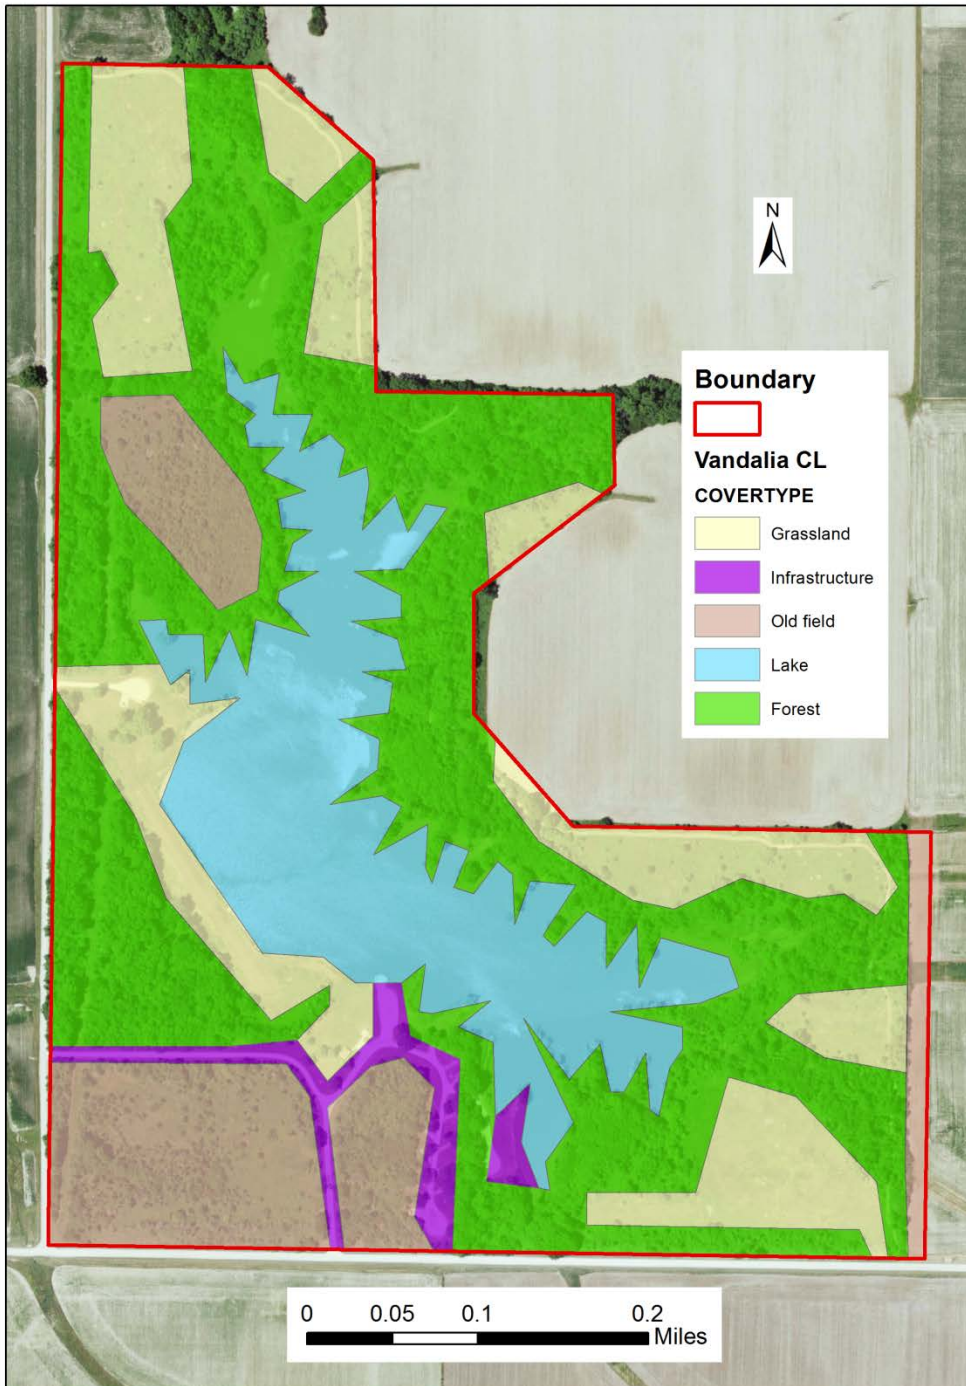 N
Boundary
Vandalia CL
COVERTYPE
Grassland
Infrastructure
Old field
Lake
Forest
0 0.05 0.1 0.2
Miles